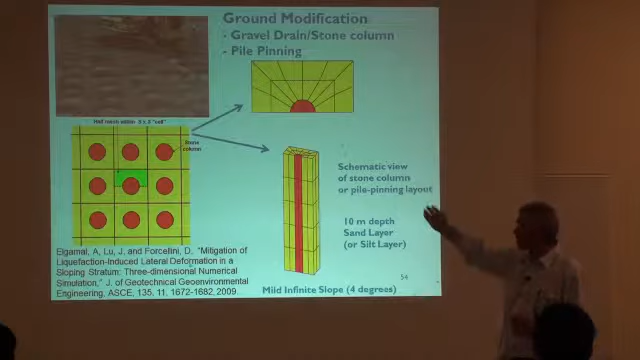 Ground Modification
- Gravel Drain/Stone column
- Pile Pinning
Half mesh within 3 X 3 "cell"
Stone
column
Schematic view
of stone column
or pile-pinning layout
10 m depth
Sand Layer
(or Silt Layer)
Elgamal, A, Lu, J. and Forcellini, D. "Mitigation of
Liquefaction-Induced Lateral Deformation in a
Sloping Stratum: Three-dimensional Numerical
Simulation," J. of Geotechnical Geoenvironmental
Engineering, ASCE, 135, 11, 1672-1682, 2009.
54
Mild Infinite Slope (4 degrees)